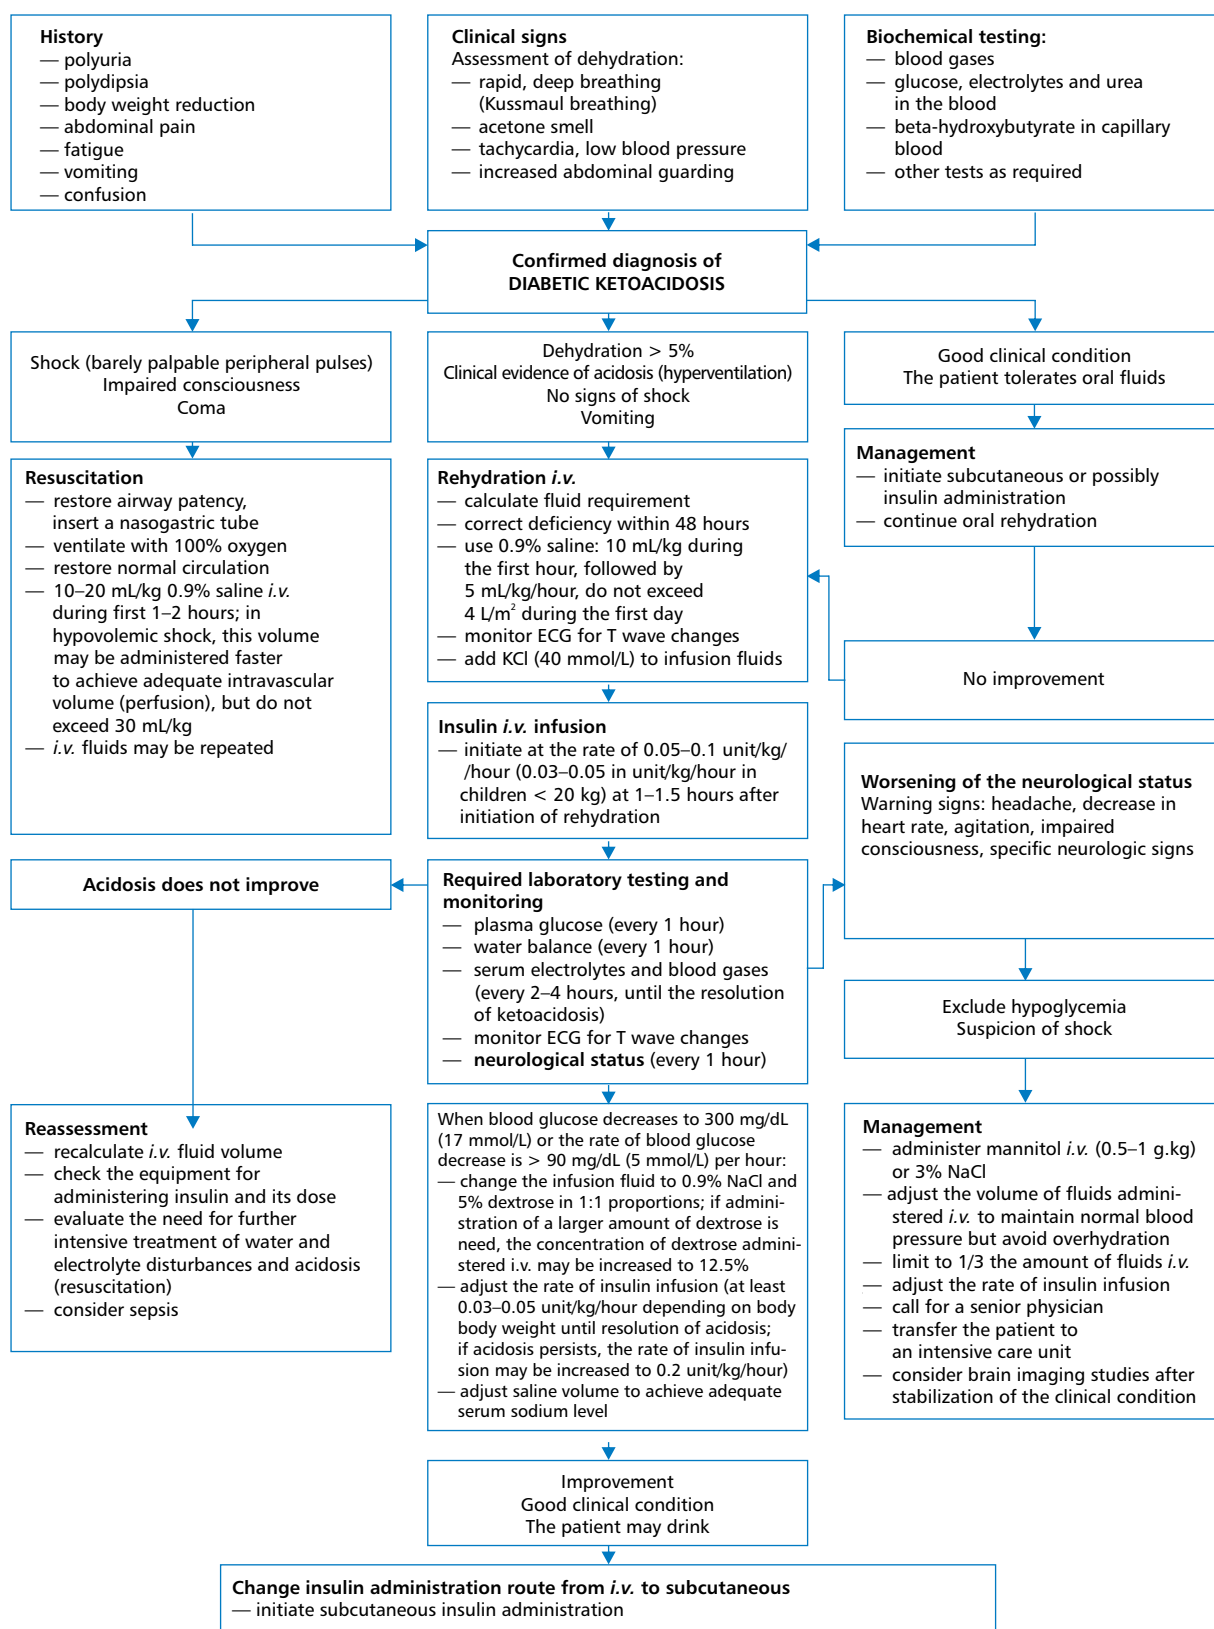 History
— polyuria
— polydipsia
— body weight reduction
— abdominal pain
— fatigue
— vomiting
— confusion
Clinical signs
Assessment of dehydration:
— rapid, deep breathing
(Kussmaul breathing)
— acetone smell
— tachycardia, low blood pressure
— increased abdominal guarding
Biochemical testing:
— blood gases
— glucose, electrolytes and urea
in the blood
— beta-hydroxybutyrate in capillary
blood
— other tests as required
Confirmed diagnosis of
DIABETIC KETOACIDOSIS
Shock (barely palpable peripheral pulses)
Impaired consciousness
Coma
Dehydration > 5%
Clinical evidence of acidosis (hyperventilation)
No signs of shock
Vomiting
Good clinical condition
The patient tolerates oral fluids
Resuscitation
— restore airway patency,
insert a nasogastric tube
— ventilate with 100% oxygen
— restore normal circulation
— 10–20 mL/kg 0.9% saline i.v.
during first 1–2 hours; in
hypovolemic shock, this volume
may be administered faster
to achieve adequate intravascular
volume (perfusion), but do not
exceed 30 mL/kg
— i.v. fluids may be repeated
Rehydration i.v.
— calculate fluid requirement
— correct deficiency within 48 hours
— use 0.9% saline: 10 mL/kg during
the first hour, followed by
5 mL/kg/hour, do not exceed
4 L/m² during the first day
— monitor ECG for T wave changes
— add KCl (40 mmol/L) to infusion fluids
Management
— initiate subcutaneous or possibly
insulin administration
— continue oral rehydration
No improvement
Insulin i.v. infusion
— initiate at the rate of 0.05–0.1 unit/kg/
/hour (0.03–0.05 in unit/kg/hour in
children < 20 kg) at 1–1.5 hours after
initiation of rehydration
Worsening of the neurological status
Warning signs: headache, decrease in
heart rate, agitation, impaired
consciousness, specific neurologic signs
Acidosis does not improve
Required laboratory testing and
monitoring
— plasma glucose (every 1 hour)
— water balance (every 1 hour)
— serum electrolytes and blood gases
(every 2–4 hours, until the resolution
of ketoacidosis)
— monitor ECG for T wave changes
— neurological status (every 1 hour)
Exclude hypoglycemia
Suspicion of shock
Reassessment
— recalculate i.v. fluid volume
— check the equipment for
administering insulin and its dose
— evaluate the need for further
intensive treatment of water and
electrolyte disturbances and acidosis
(resuscitation)
— consider sepsis
When blood glucose decreases to 300 mg/dL
(17 mmol/L) or the rate of blood glucose
decrease is > 90 mg/dL (5 mmol/L) per hour:
— change the infusion fluid to 0.9% NaCl and
5% dextrose in 1:1 proportions; if admini-
stration of a larger amount of dextrose is
need, the concentration of dextrose admini-
stered i.v. may be increased to 12.5%
— adjust the rate of insulin infusion (at least
0.03–0.05 unit/kg/hour depending on body
body weight until resolution of acidosis;
if acidosis persists, the rate of insulin infu-
sion may be increased to 0.2 unit/kg/hour)
— adjust saline volume to achieve adequate
serum sodium level
Management
— administer mannitol i.v. (0.5–1 g.kg)
or 3% NaCl
— adjust the volume of fluids admini-
stered i.v. to maintain normal blood
pressure but avoid overhydration
— limit to 1/3 the amount of fluids i.v.
— adjust the rate of insulin infusion
— call for a senior physician
— transfer the patient to
an intensive care unit
— consider brain imaging studies after
stabilization of the clinical condition
Improvement
Good clinical condition
The patient may drink
Change insulin administration route from i.v. to subcutaneous
— initiate subcutaneous insulin administration